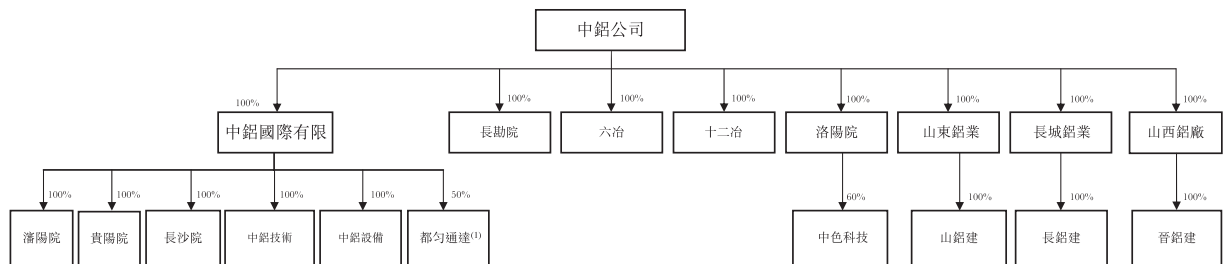 中鋁公司
100%
100%
100%
100%
100%
100%
100%
100%
中鋁國際有限
長勘院
六冶
十二冶
洛陽院
山東鋁業
長城鋁業
山西鋁廠
100%
100%
100%
100%
100%
50%
60%
100%
100%
100%
瀋陽院
貴陽院
長沙院
中鋁技術
中鋁設備
都勻通達(1)
中色科技
山鋁建
長鋁建
晉鋁建